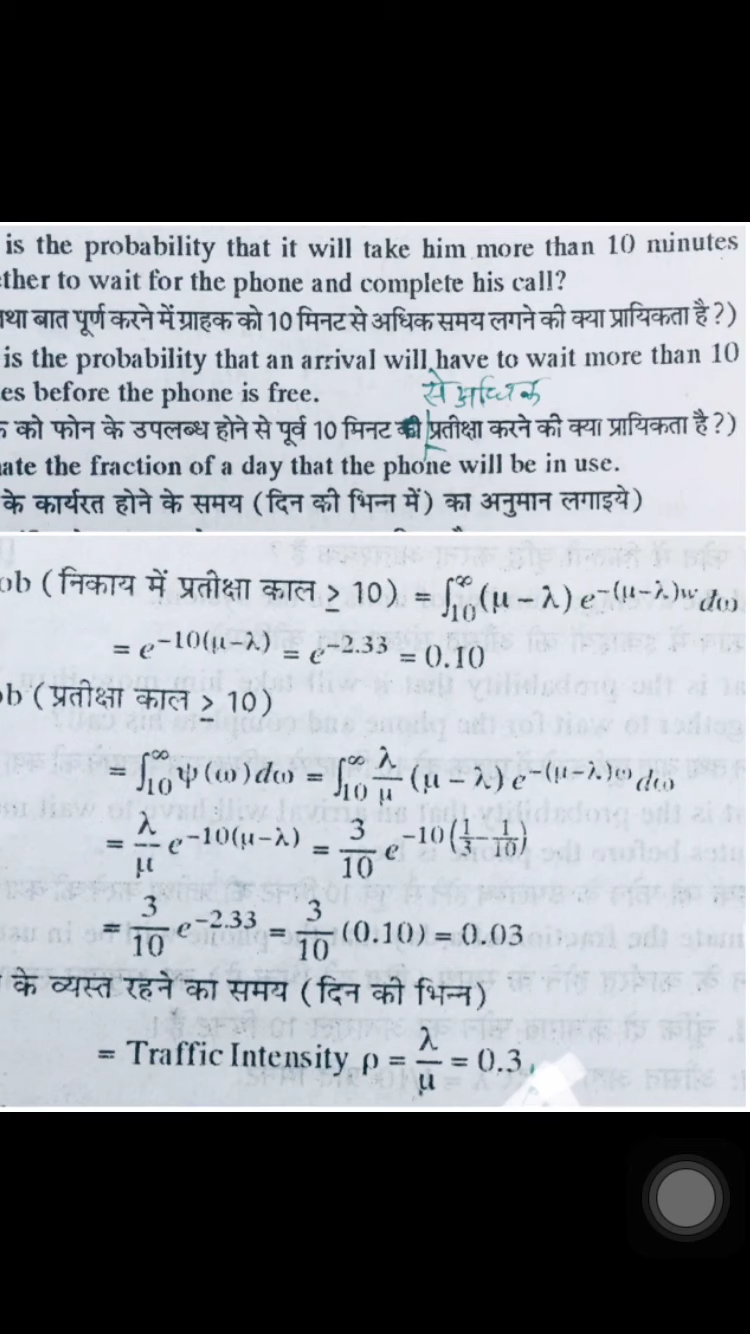 is the probability that it will take him more than 10 minutes
ther to wait for the phone and complete his call?
था बात पूर्ण करने में ग्राहक को 10 मिनट से अधिक समय लगने की क्या प्रायिकता है ?)
is the probability that an arrival will have to wait more than 10
es before the phone is free.
से अधिक
को फोन के उपलब्ध होने से पूर्व 10 मिनट की प्रतीक्षा करने की क्या प्रायिकता है ?)
ate the fraction of a day that the phone will be in use.
के कार्यरत होने के समय (दिन की भिन्न में) का अनुमान लगाइये)
ob (निकाय में प्रतीक्षा काल ≥ 10) = ∫₁₀^∞ (μ – λ) e^–(μ–λ)w dω
= e^–10(μ–λ) = e^–2.33 = 0.10
ob (प्रतीक्षा काल ≥ 10)
= ∫₁₀^∞ ψ (ω) dω = ∫₁₀^∞ λ/μ (μ – λ) e^–(μ–λ)ω dω
= λ/μ e^–10(μ–λ) = 3/10 e^–10(1/3 – 1/10)
= 3/10 e^–2.33 = 3/10 (0.10) = 0.03
के व्यस्त रहने का समय (दिन की भिन्न)
= Traffic Intensity ρ = λ/μ = 0.3